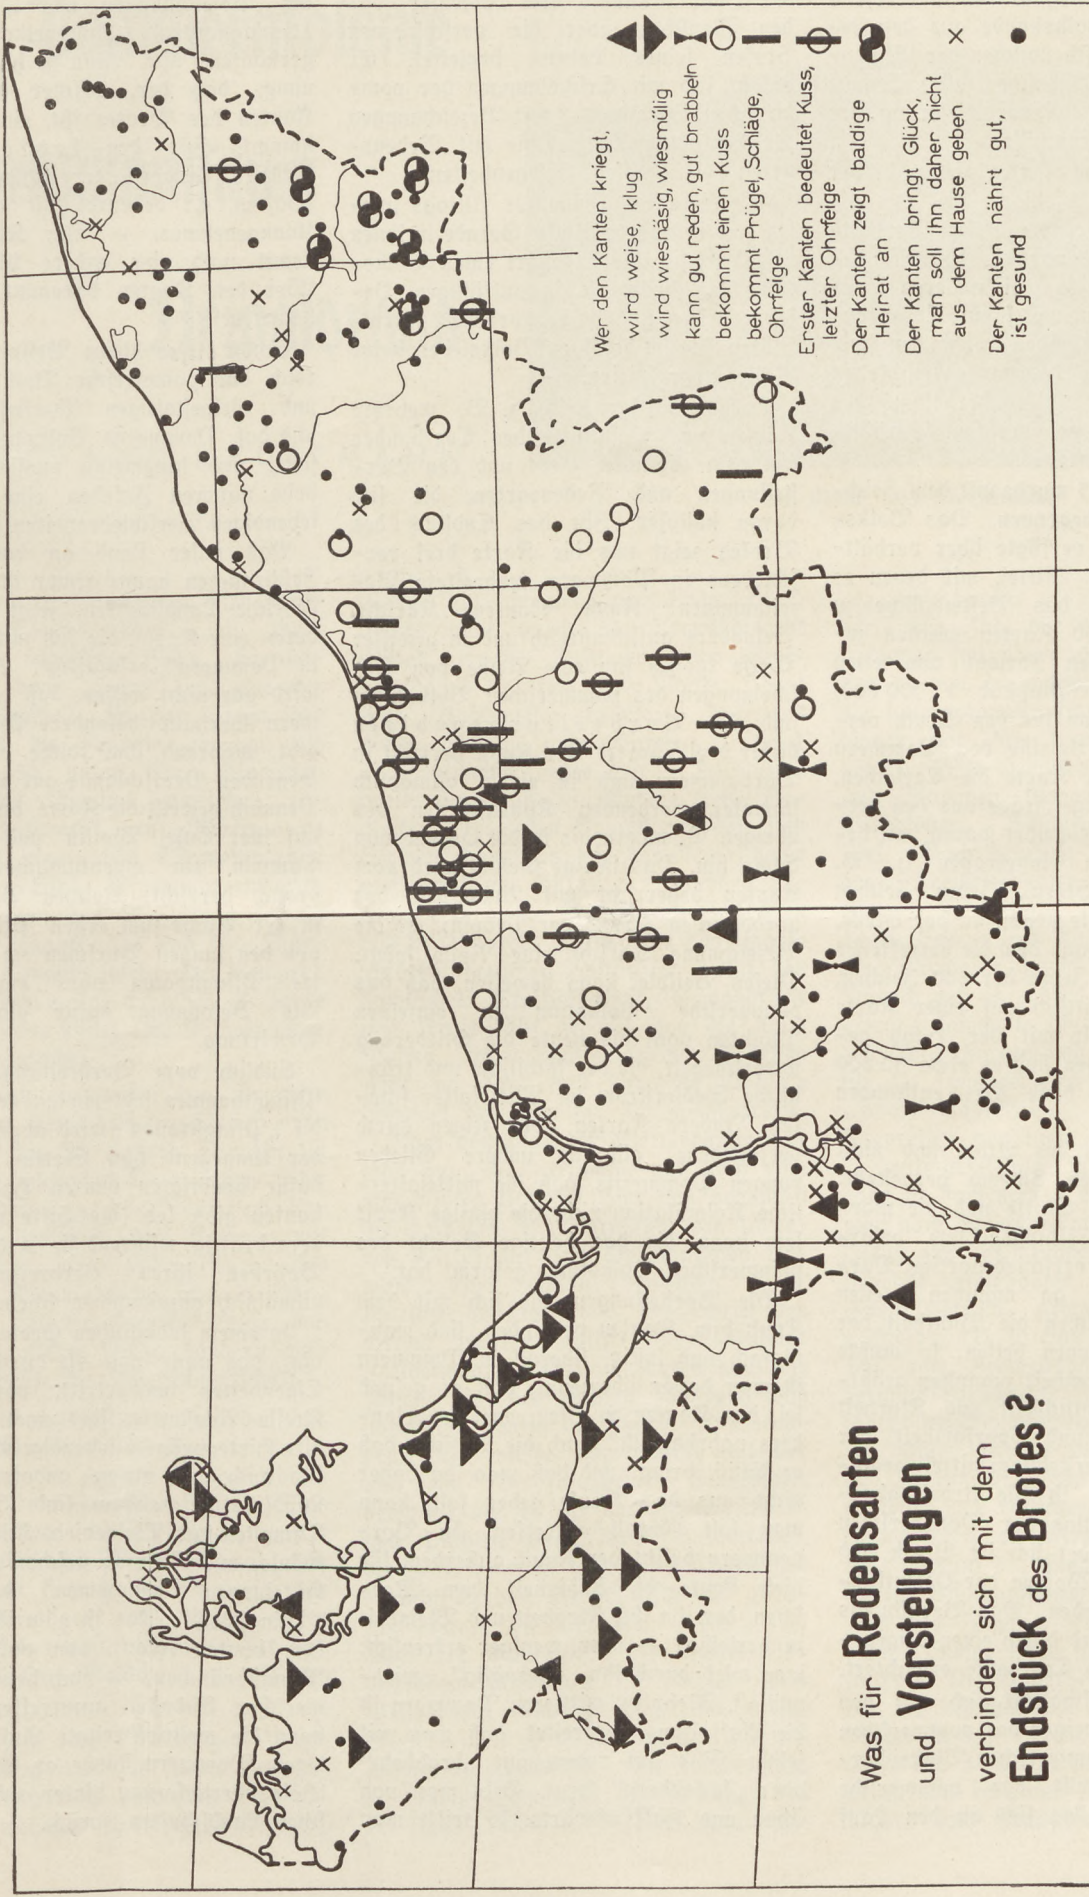 Was für Redensarten
und Vorstellungen
verbinden sich mit dem
Endstück des Brotes?
Wer den Kanten kriegt,
wird weise, klug
wird wiesnäsig, wiesmülig
kann gut reden, gut brabbeln
bekommt einen Kuss
bekommt Prügel, Schläge,
Ohrfeige
Erster Kanten bedeutet Kuss,
letzter Ohrfeige
Der Kanten zeigt baldige
Heirat an
Der Kanten bringt Glück,
man soll ihn daher nicht
aus dem Hause geben
Der Kanten nährt gut,
ist gesund